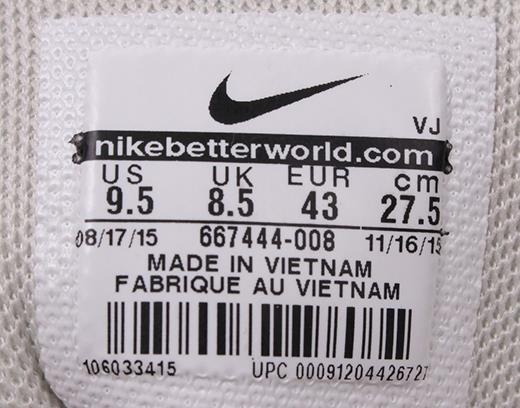 VJ
nikebetterworld.com
US UK EUR cm
9.5 8.5 43 27.5
08/17/15 667444-008 11/16/15
MADE IN VIETNAM
FABRIQUE AU VIETNAM
106033415 UPC 00091204426727